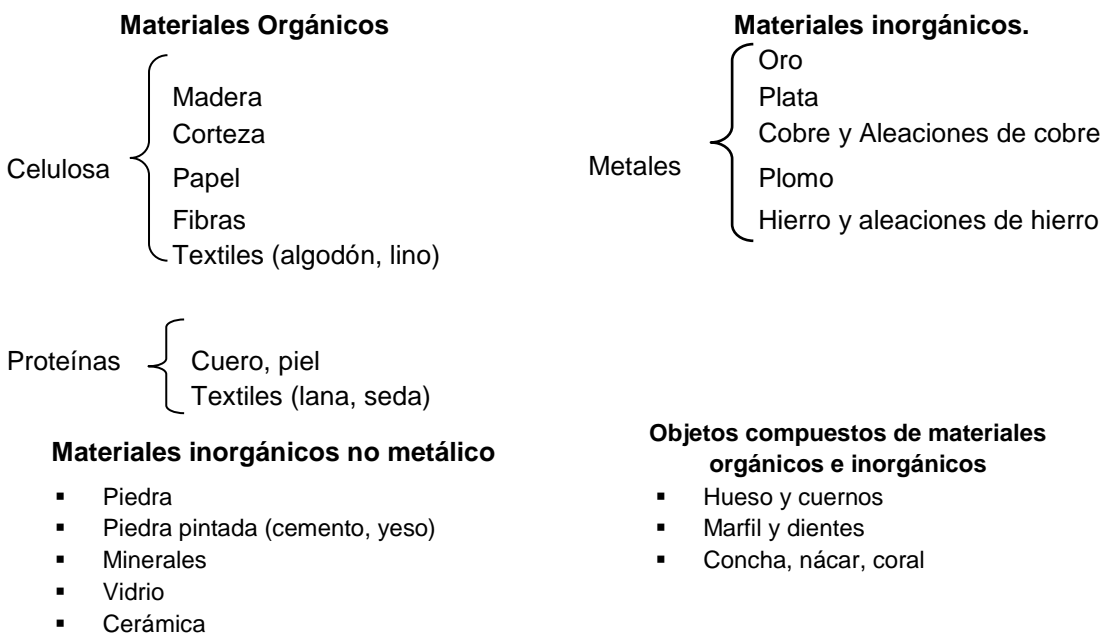 Materiales Orgánicos
Celulosa
Madera
Corteza
Papel
Fibras
Textiles (algodón, lino)
Proteínas
Cuero, piel
Textiles (lana, seda)
Materiales inorgánicos.
Metales
Oro
Plata
Cobre y Aleaciones de cobre
Plomo
Hierro y aleaciones de hierro
Materiales inorgánicos no metálico
▪ Piedra
▪ Piedra pintada (cemento, yeso)
▪ Minerales
▪ Vidrio
▪ Cerámica
Objetos compuestos de materiales
orgánicos e inorgánicos
▪ Hueso y cuernos
▪ Marfil y dientes
▪ Concha, nácar, coral